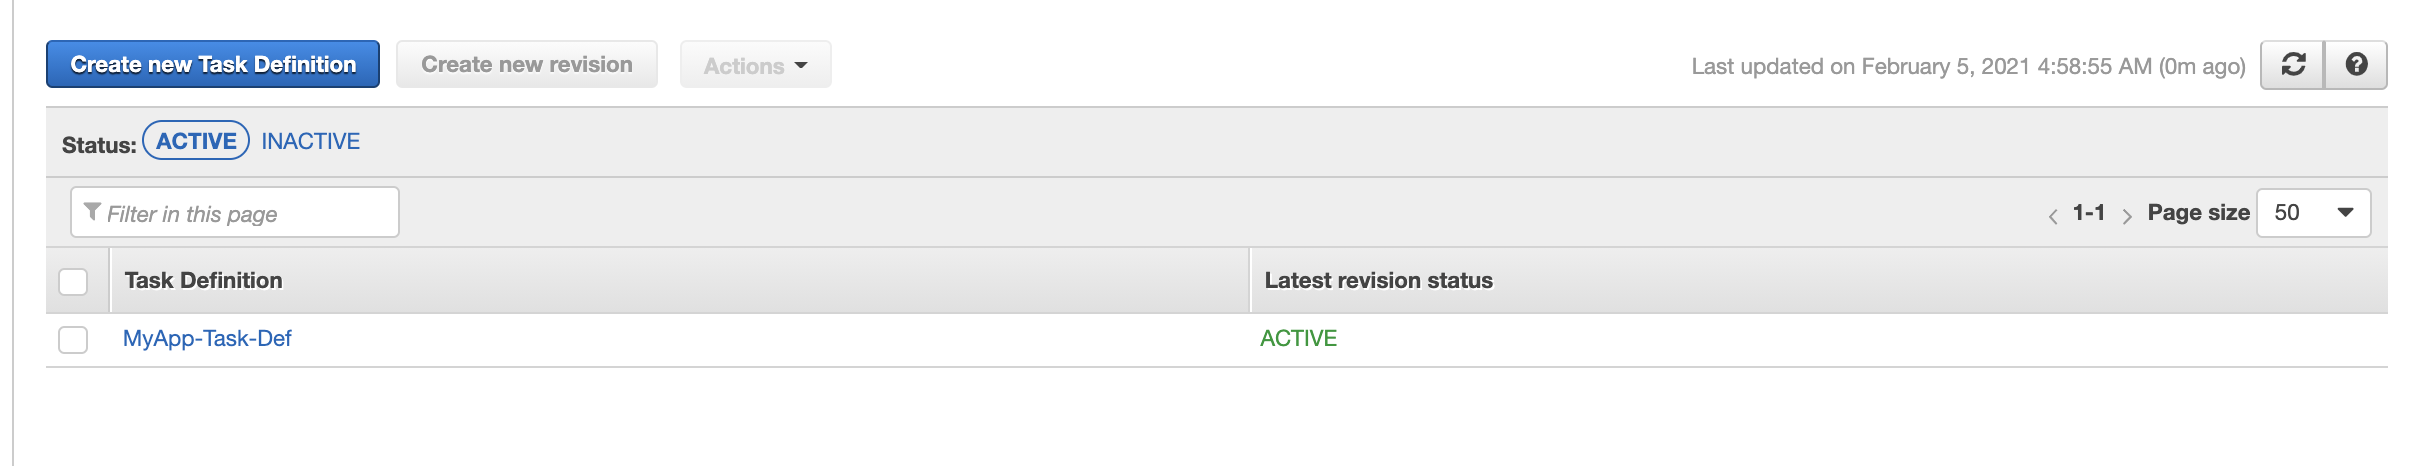 Create new Task Definition Create new revision Actions Last updated on February 5, 2021 4:58:55 AM (0m ago)
Status: ACTIVE INACTIVE
Filter in this page 1-1 Page size 50
Task Definition Latest revision status
MyApp-Task-Def ACTIVE